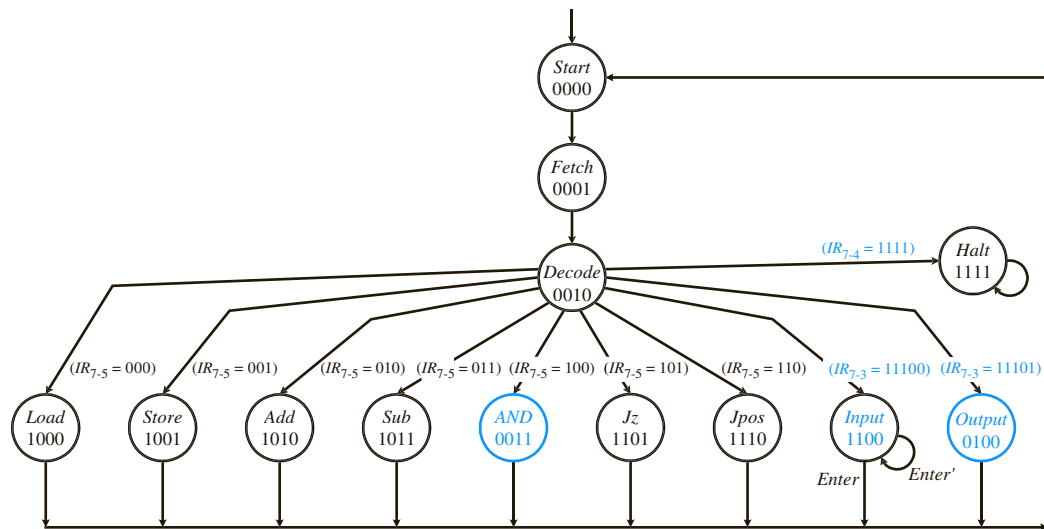 Start
0000
Fetch
0001
Decode
0010
(IR7-4 = 1111)
Halt
1111
(IR7-5 = 000)
(IR7-5 = 001)
(IR7-5 = 010)
(IR7-5 = 011)
(IR7-5 = 100)
(IR7-5 = 101)
(IR7-5 = 110)
(IR7-3 = 11100)
(IR7-3 = 11101)
Load
1000
Store
1001
Add
1010
Sub
1011
AND
0011
Jz
1101
Jpos
1110
Input
1100
Output
0100
Enter
Enter'